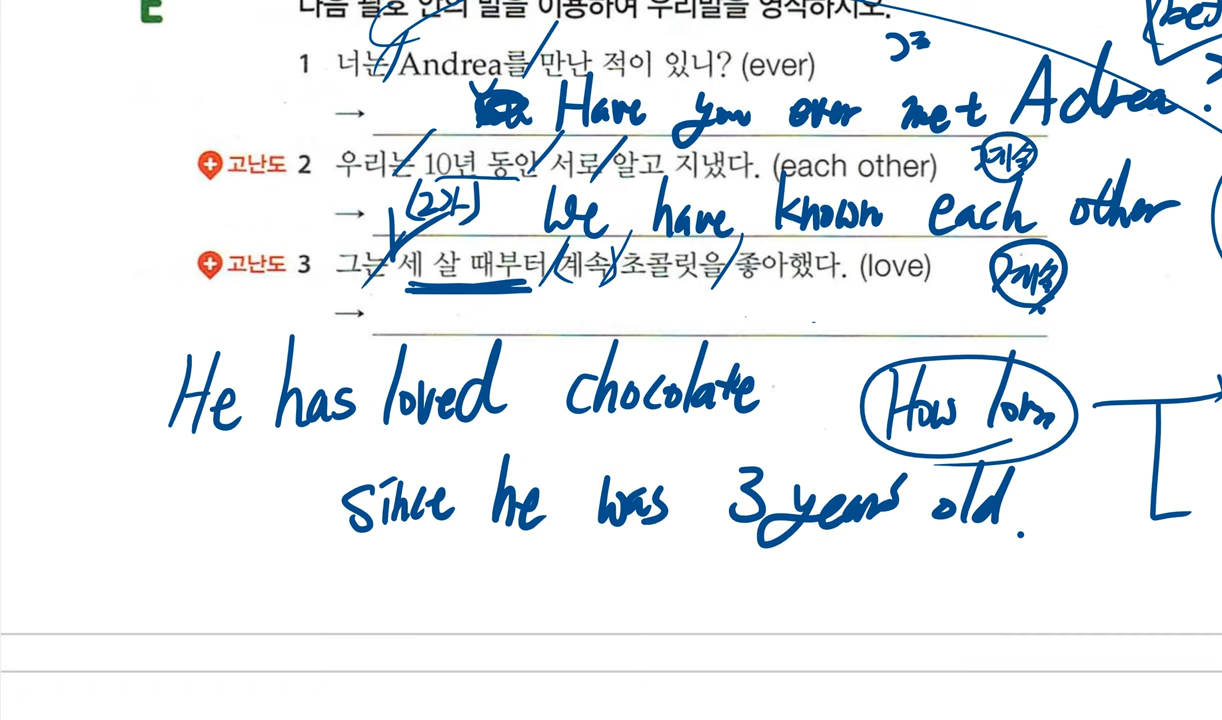 E 다음 괄호 안의 말을 이용하여 우리말을 영작하시오.
1 너는 Andrea를 만난 적이 있니? (ever)
→ Have you ever met Adrea?
고난도 2 우리는 10년 동안 서로 알고 지냈다. (each other)
→ We have known each other
고난도 3 그는 세 살 때부터 계속 초콜릿을 좋아했다. (love)
→
He has loved chocolate
How long
since he was 3 years old.